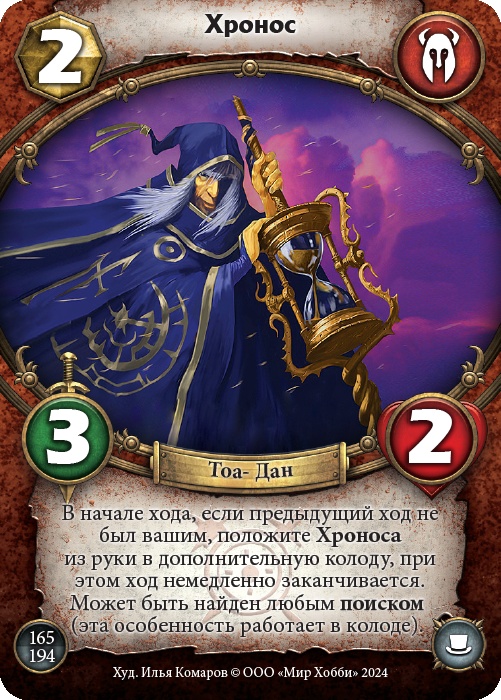 Хронос
2
3
2
Тоа- Дан
В начале хода, если предыдущий ход не
был вашим, положите Хроноса
из руки в дополнительную колоду, при
этом ход немедленно заканчивается.
Может быть найден любым поиском
(эта особенность работает в колоде).
165
194
Худ. Илья Комаров © ООО «Мир Хобби» 2024